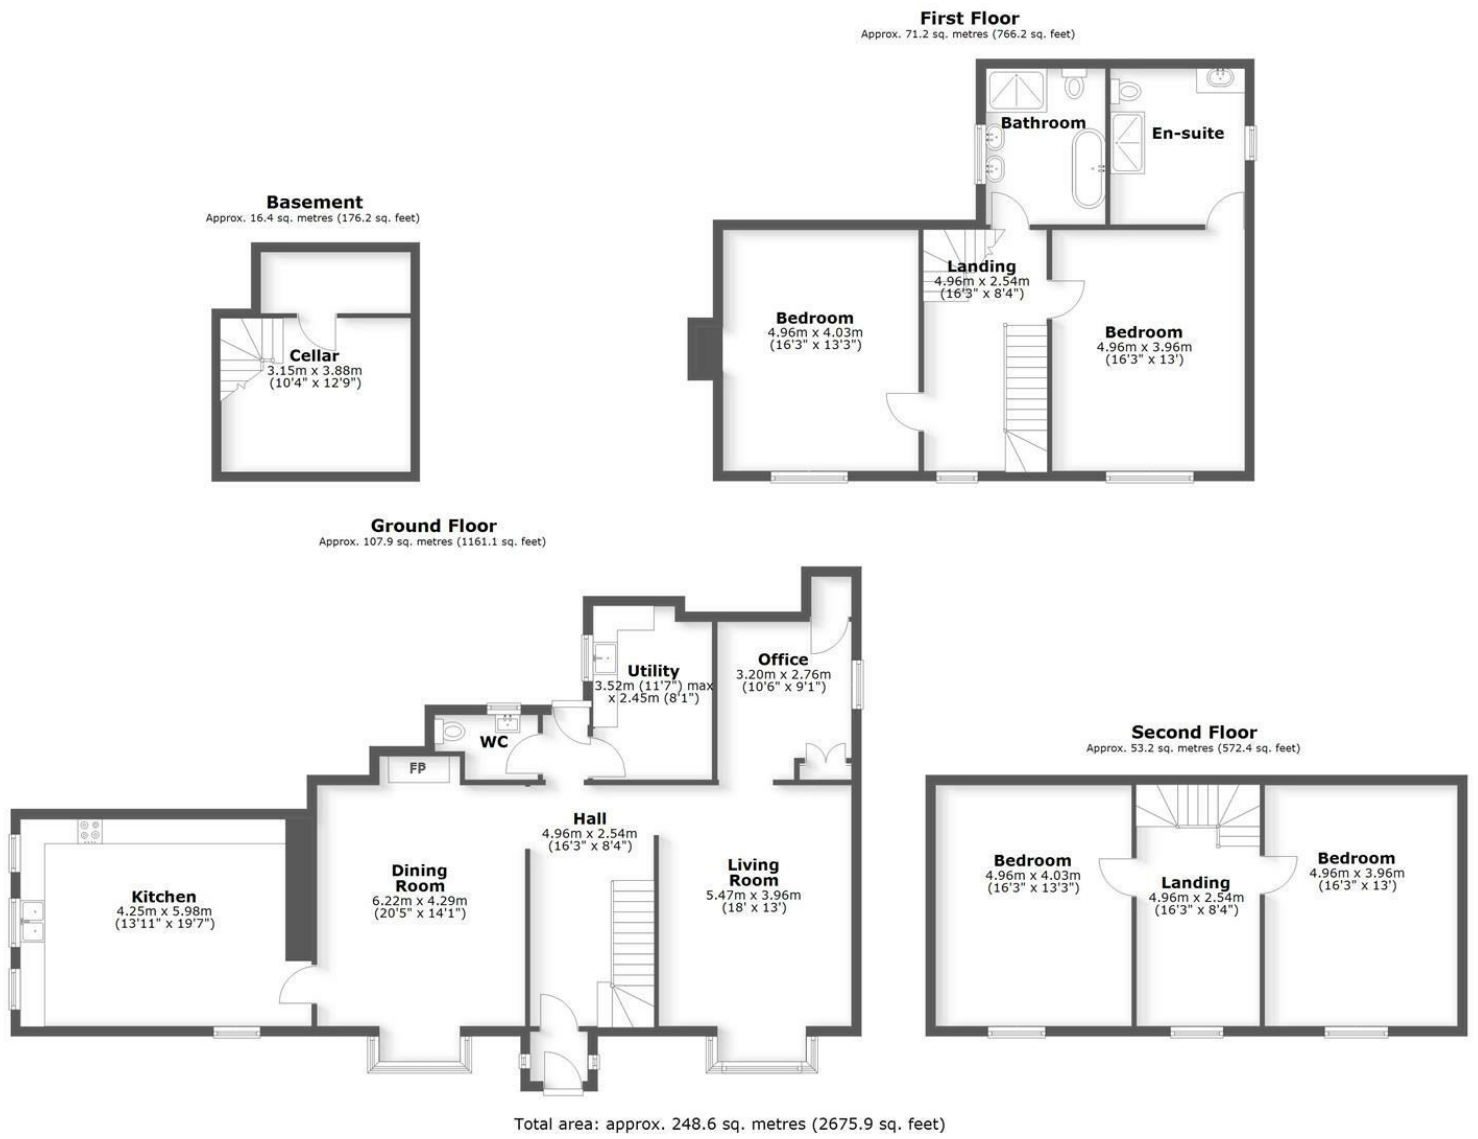 First Floor
Approx. 71.2 sq. metres (766.2 sq. feet)
Bathroom
En-suite
Landing
4.96m x 2.54m
(16'3" x 8'4")
Bedroom
4.96m x 4.03m
(16'3" x 13'3")
Bedroom
4.96m x 3.96m
(16'3" x 13')
Basement
Approx. 16.4 sq. metres (176.2 sq. feet)
Cellar
3.15m x 3.88m
(10'4" x 12'9")
Ground Floor
Approx. 107.9 sq. metres (1161.1 sq. feet)
Utility
3.52m (11'7") max
x 2.45m (8'1")
Office
3.20m x 2.76m
(10'6" x 9'1")
WC
FP
Hall
4.96m x 2.54m
(16'3" x 8'4")
Kitchen
4.25m x 5.98m
(13'11" x 19'7")
Dining
Room
6.22m x 4.29m
(20'5" x 14'1")
Living
Room
5.47m x 3.96m
(18' x 13')
Second Floor
Approx. 53.2 sq. metres (572.4 sq. feet)
Bedroom
4.96m x 4.03m
(16'3" x 13'3")
Landing
4.96m x 2.54m
(16'3" x 8'4")
Bedroom
4.96m x 3.96m
(16'3" x 13')
Total area: approx. 248.6 sq. metres (2675.9 sq. feet)